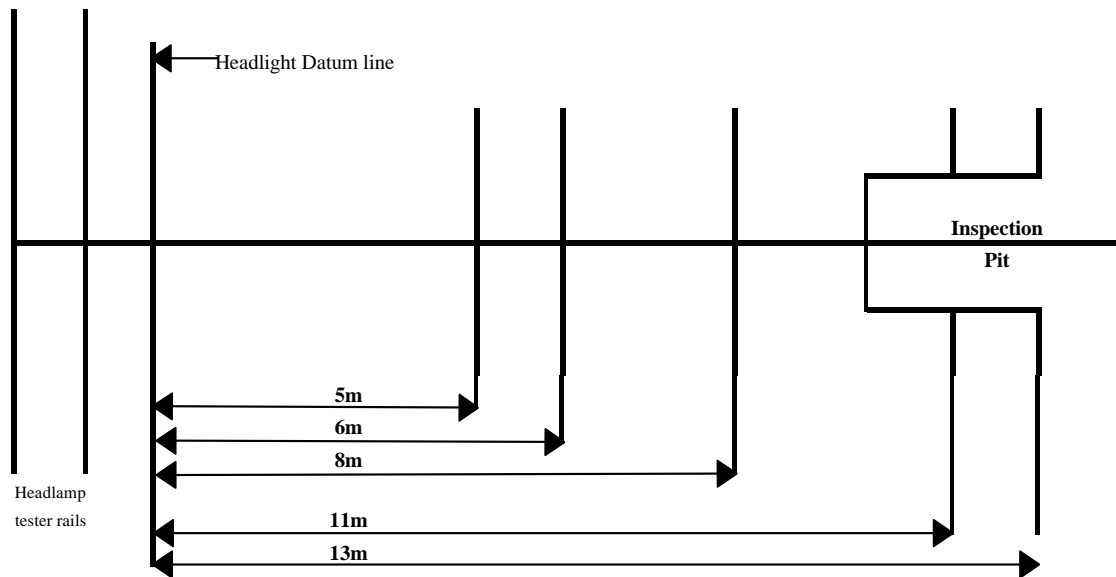 Headlight Datum line
Inspection
Pit
5m
6m
8m
Headlamp
tester rails
11m
13m